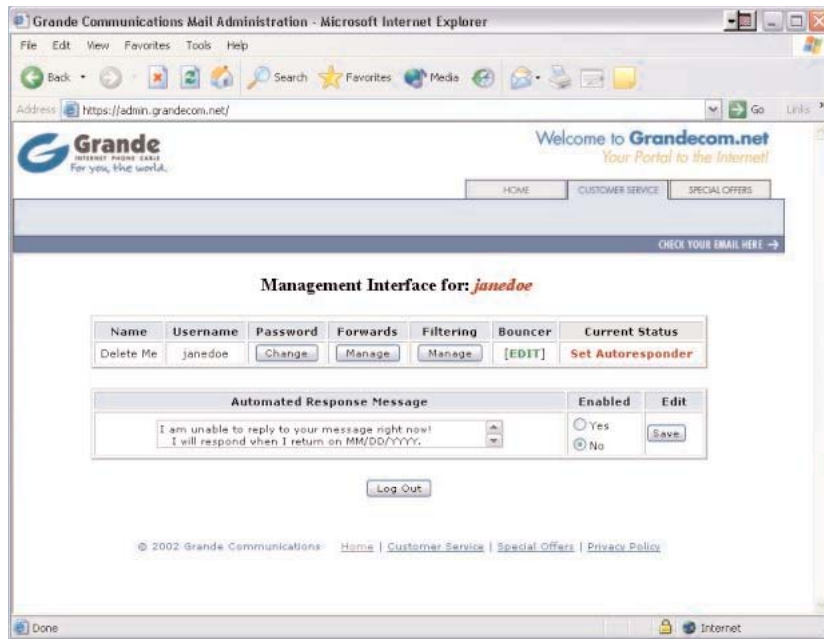 Grande Communications Mail Administration - Microsoft Internet Explorer
File Edit View Favorites Tools Help
Back Search Favorites Media
Address https://admin.grandecom.net/ Go Links
Grande
INTERNET PHONE CABLE
For you, the world.
Welcome to Grandecom.net
Your Portal to the Internet!
HOME CUSTOMER SERVICE SPECIAL OFFERS
CHECK YOUR EMAIL HERE
Management Interface for: janedoe
Name Username Password Forwards Filtering Bouncer Current Status
Delete Me janedoe Change Manage Manage [EDIT] Set Autoresponder
Automated Response Message Enabled Edit
I am unable to reply to your message right now!
I will respond when I return on MM/DD/YYYY.
Yes
No
Save
Log Out
© 2002 Grande Communications Home | Customer Service | Special Offers | Privacy Policy
Done Internet